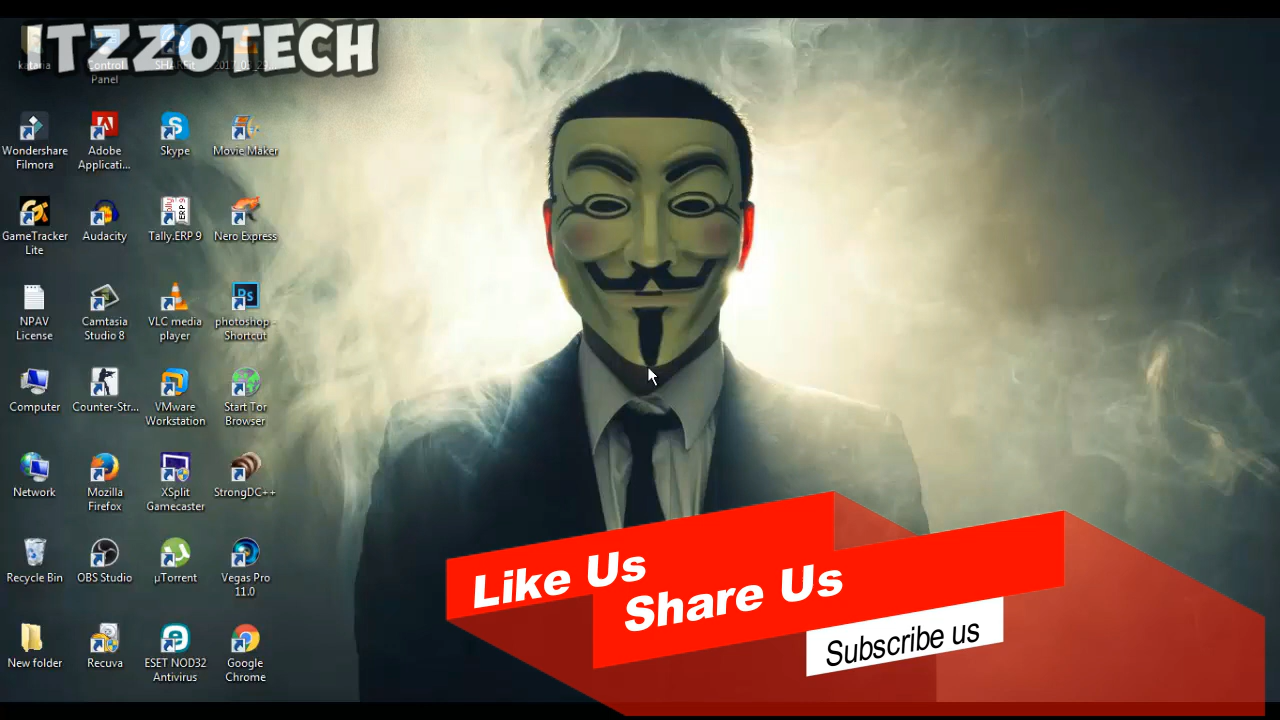 ITZZOTECH
Control
Panel
Wondershare
Filmora
Adobe
Applicati...
Skype
Movie Maker
GameTracker
Lite
Audacity
Tally.ERP 9
Nero Express
NPAV
License
Camtasia
Studio 8
VLC media
player
photoshop -
Shortcut
Computer
Counter-Str...
VMware
Workstation
Start Tor
Browser
Network
Mozilla
Firefox
XSplit
Gamecaster
StrongDC++
Recycle Bin
OBS Studio
µTorrent
Vegas Pro
11.0
New folder
Recuva
ESET NOD32
Antivirus
Google
Chrome
Like Us
Share Us
Subscribe us